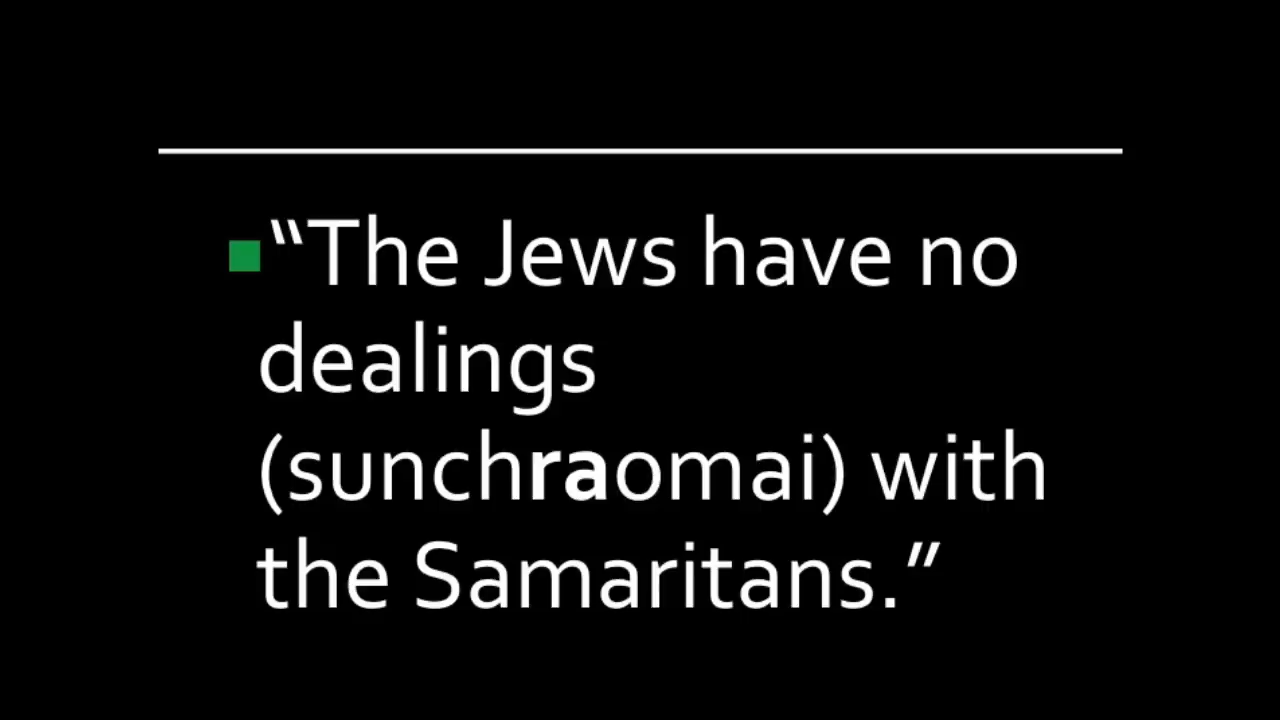 “The Jews have no
dealings
(sunchraomai) with
the Samaritans.”